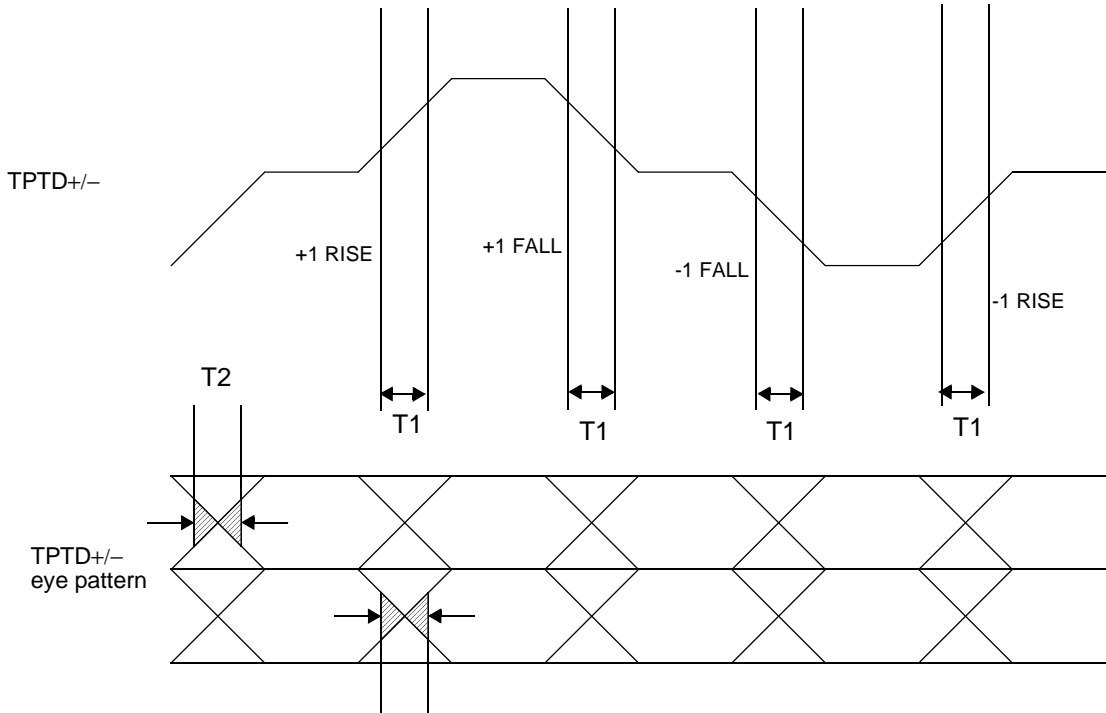 TPTD+/−
+1 RISE
+1 FALL
-1 FALL
-1 RISE
T2
T1
T1
T1
T1
TPTD+/−
eye pattern